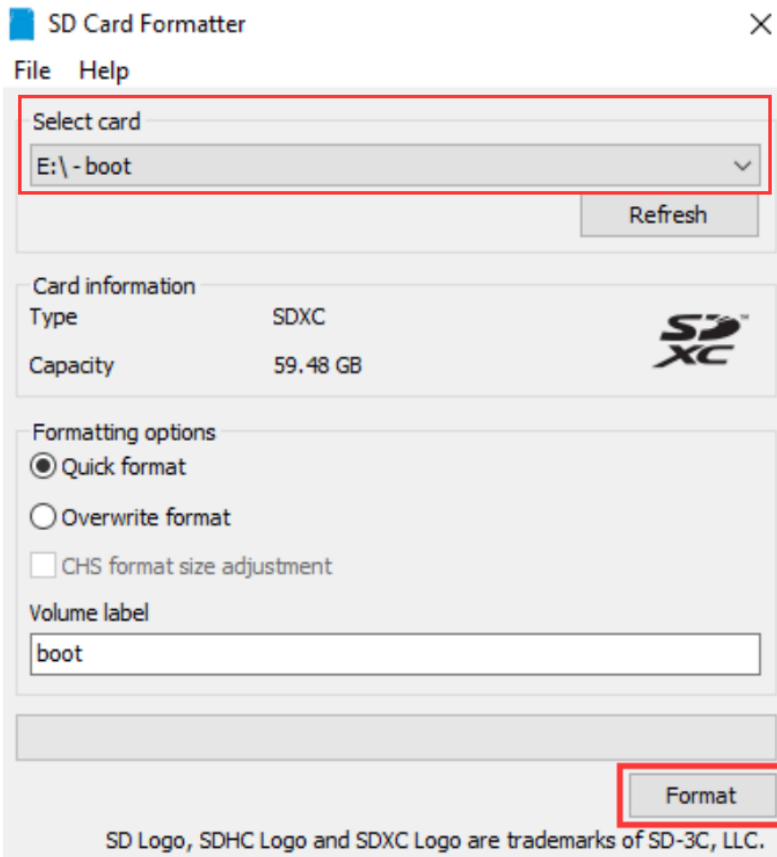 SD Card Formatter
File Help
Select card
E:\ - boot
Refresh
Card information
Type SDXC
Capacity 59.48 GB
SD XC ™
Formatting options
Quick format
Overwrite format
CHS format size adjustment
Volume label
boot
Format
SD Logo, SDHC Logo and SDXC Logo are trademarks of SD-3C, LLC.